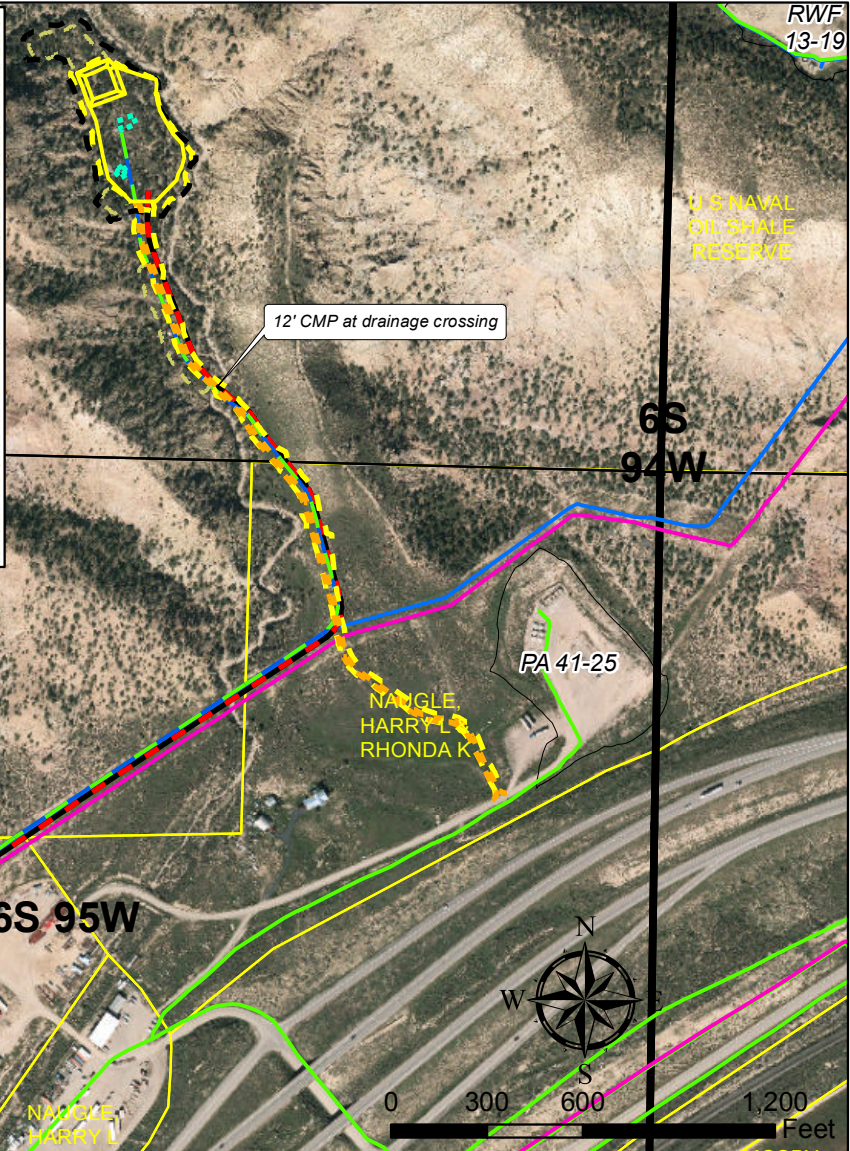 RWF
13-19
U S NAVAL
OIL SHALE
RESERVE
12' CMP at drainage crossing
6S
94W
PA 41-25
NAUGLE,
HARRY L
RHONDA K
6S 95W
N
W
E
S
0 300 600 1,200
Feet
NAUGLE
HARRY L